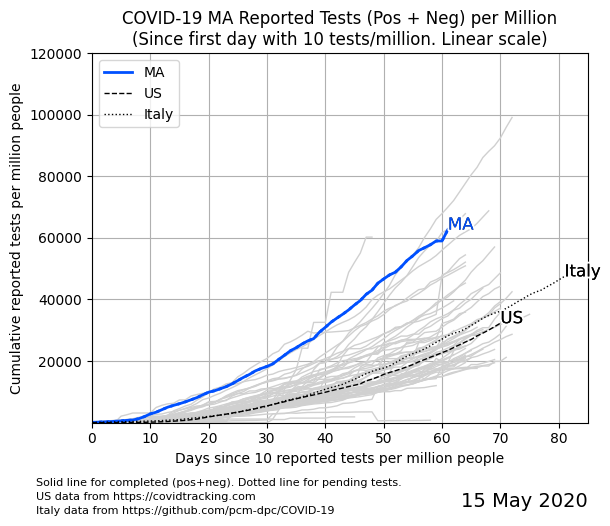 COVID-19 MA Reported Tests (Pos + Neg) per Million
(Since first day with 10 tests/million. Linear scale)
120000
100000
80000
60000
40000
20000
Cumulative reported tests per million people
MA
US
Italy
MA
Italy
US
0 10 20 30 40 50 60 70 80
Days since 10 reported tests per million people
Solid line for completed (pos+neg). Dotted line for pending tests.
US data from https://covidtracking.com
Italy data from https://github.com/pcm-dpc/COVID-19
15 May 2020